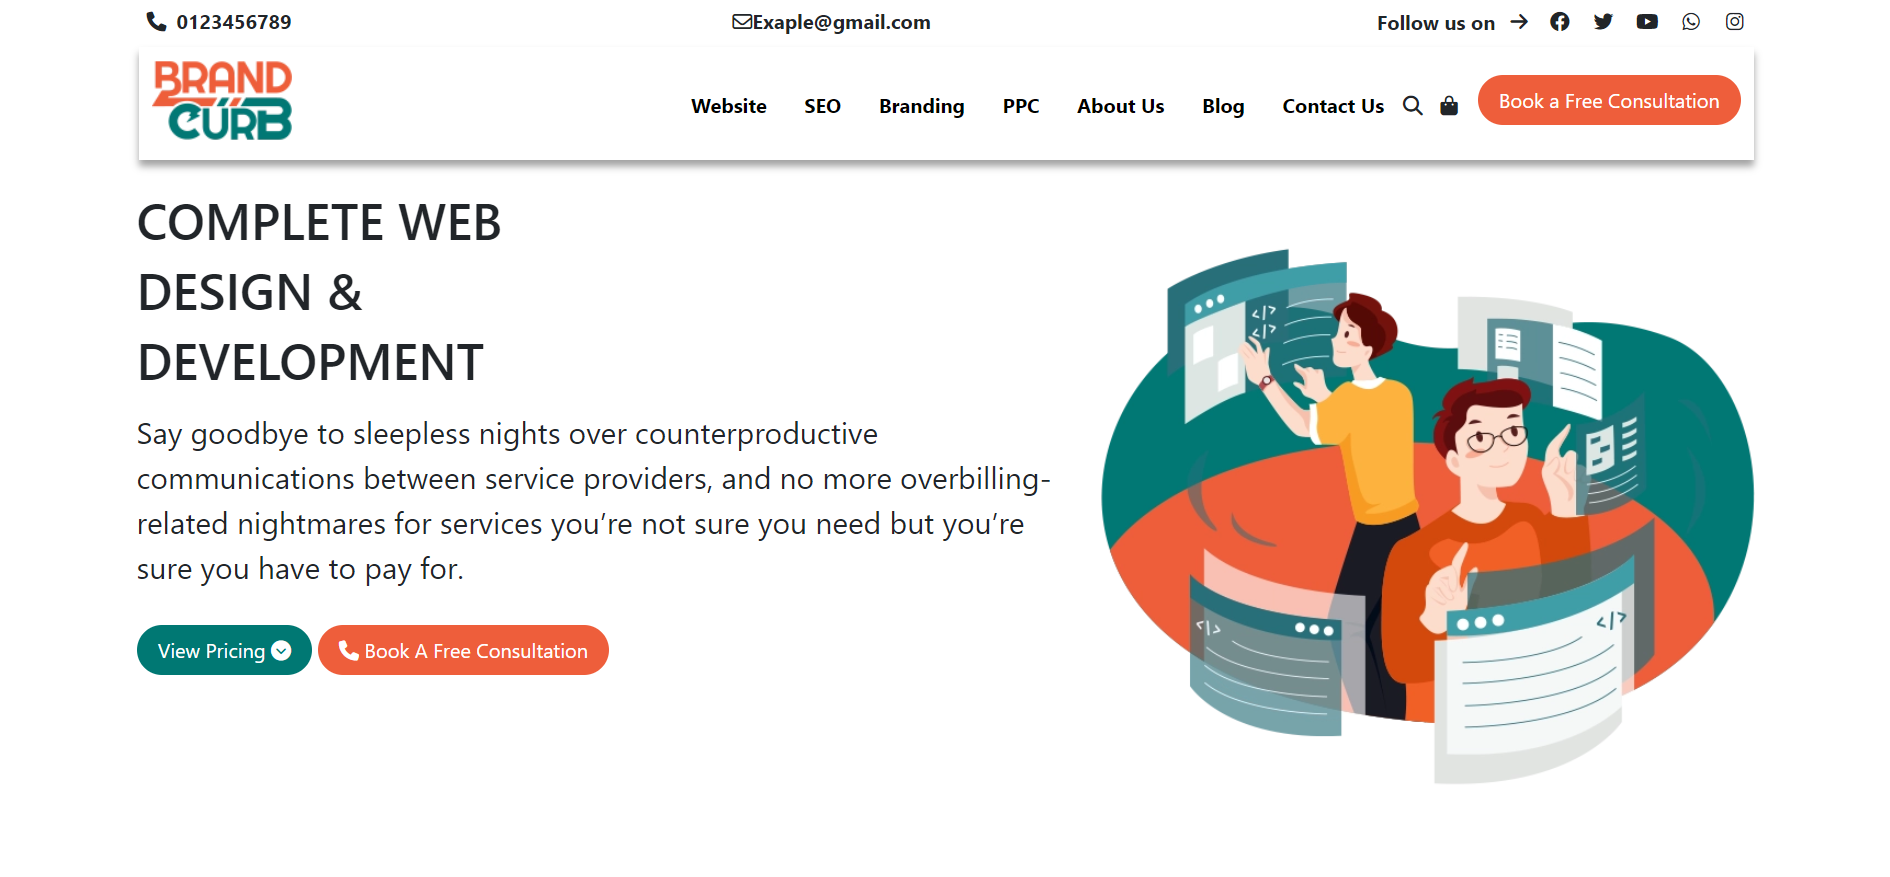 0123456789
Exaple@gmail.com
Follow us on
BRAND
CURB
Website SEO Branding PPC About Us Blog Contact Us
Book a Free Consultation
COMPLETE WEB
DESIGN &
DEVELOPMENT
Say goodbye to sleepless nights over counterproductive
communications between service providers, and no more overbilling-
related nightmares for services you’re not sure you need but you’re
sure you have to pay for.
View Pricing
Book A Free Consultation
</>
</>
</>
</>